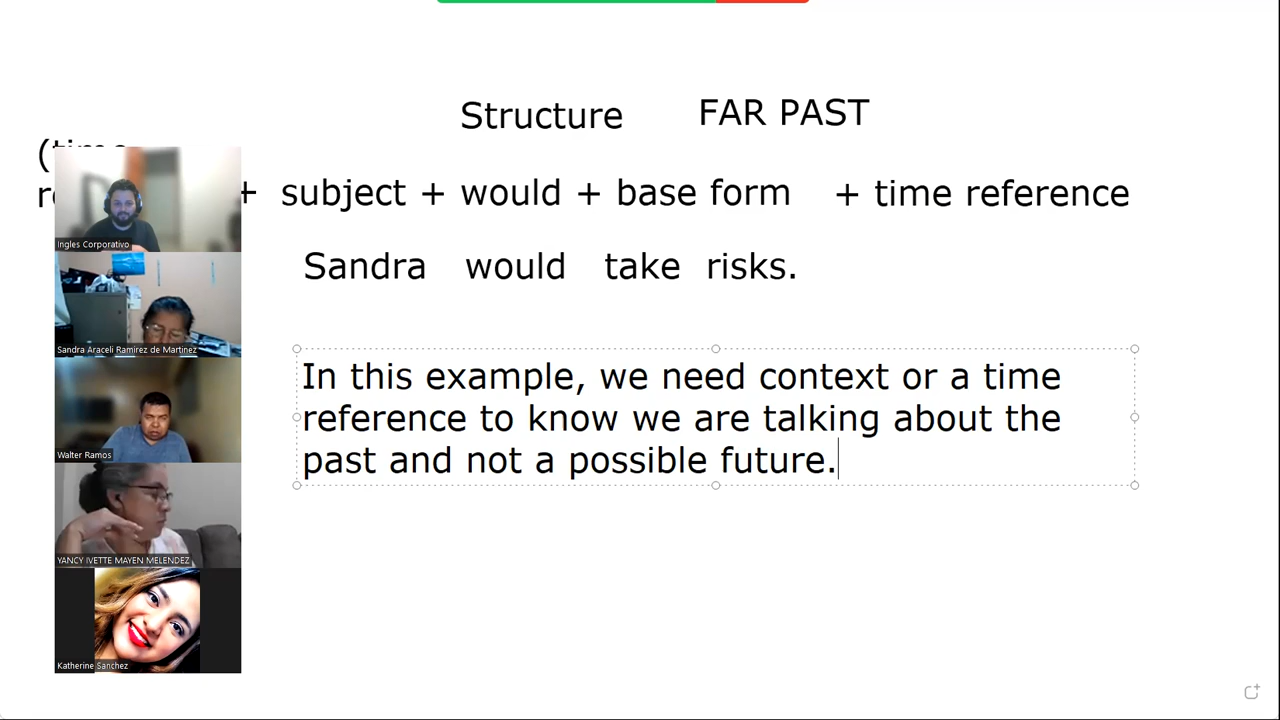 Structure FAR PAST
(time
+ subject + would + base form + time reference
Sandra would take risks.
In this example, we need context or a time
reference to know we are talking about the
past and not a possible future.
Ingles Corporativo
Sandra Araceli Ramirez de Martinez
Walter Ramos
YANCY IVETTE MAYEN MELENDEZ
Katherine Sanchez